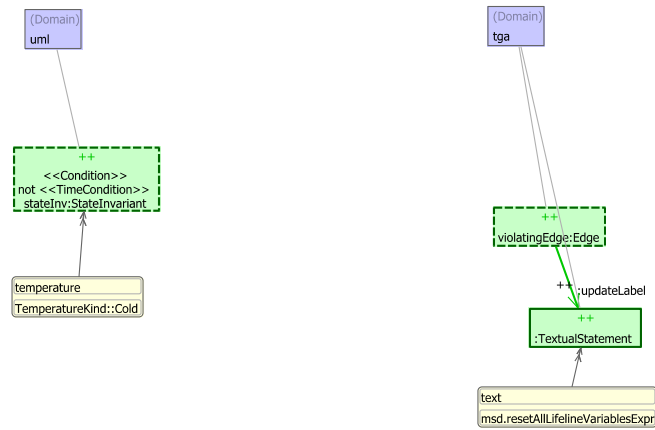 (Domain)
uml
(Domain)
tga
++
<<Condition>>
not <<TimeCondition>>
stateInv:StateInvariant
temperature
TemperatureKind::Cold
++
violatingEdge:Edge
++
:updateLabel
++
:TextualStatement
text
msd.resetAllLifelineVariablesExpr